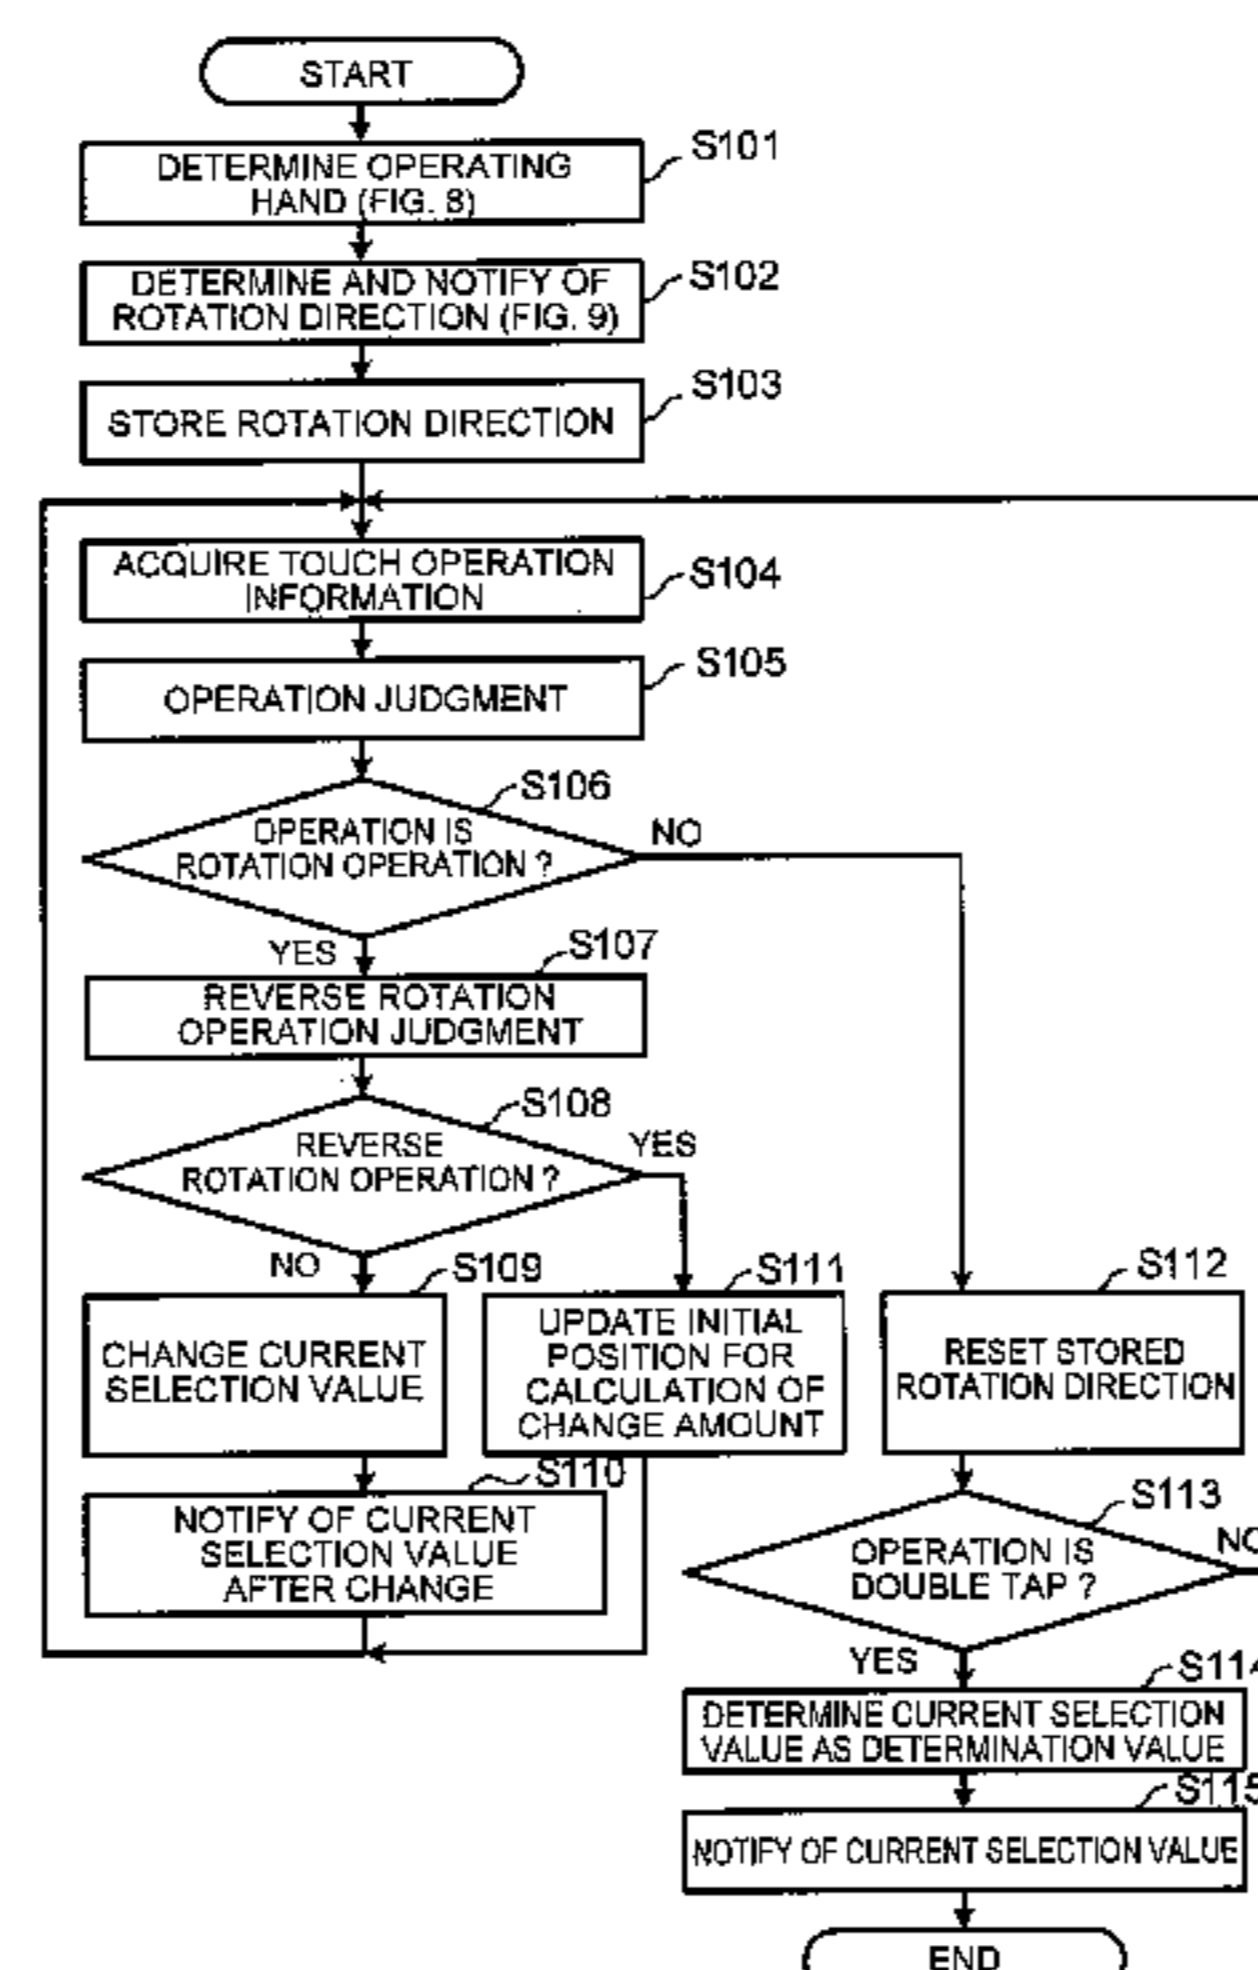 START
S101
DETERMINE OPERATING
HAND (FIG. 8)
S102
DETERMINE AND NOTIFY OF
ROTATION DIRECTION (FIG. 9)
S103
STORE ROTATION DIRECTION
ACQUIRE TOUCH OPERATION
INFORMATION
S104
S105
OPERATION JUDGMENT
S106
OPERATION IS
ROTATION OPERATION ?
NO
YES
S107
REVERSE ROTATION
OPERATION JUDGMENT
S108
REVERSE
ROTATION OPERATION ?
YES
NO
S109
CHANGE CURRENT
SELECTION VALUE
S111
UPDATE INITIAL
POSITION FOR
CALCULATION OF
CHANGE AMOUNT
S112
RESET STORED
ROTATION DIRECTION
S110
NOTIFY OF CURRENT
SELECTION VALUE
AFTER CHANGE
S113
OPERATION IS
DOUBLE TAP ?
NO
YES
S114
DETERMINE CURRENT SELECTION
VALUE AS DETERMINATION VALUE
S115
NOTIFY OF CURRENT SELECTION VALUE
END